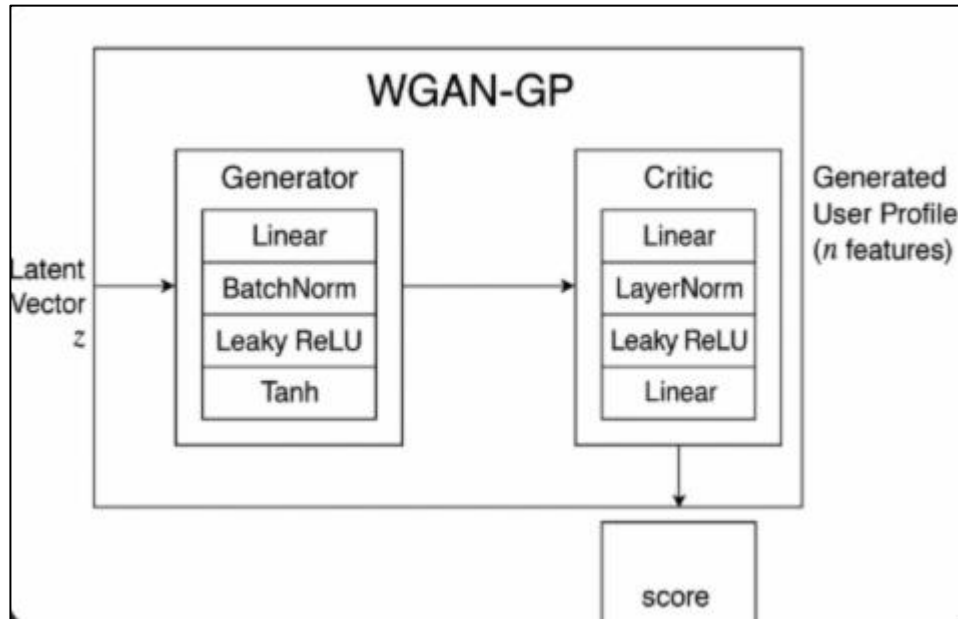 WGAN-GP
Latent
Vector
z
Generator
Linear
BatchNorm
Leaky ReLU
Tanh
Critic
Linear
LayerNorm
Leaky ReLU
Linear
Generated
User Profile
(n features)
score